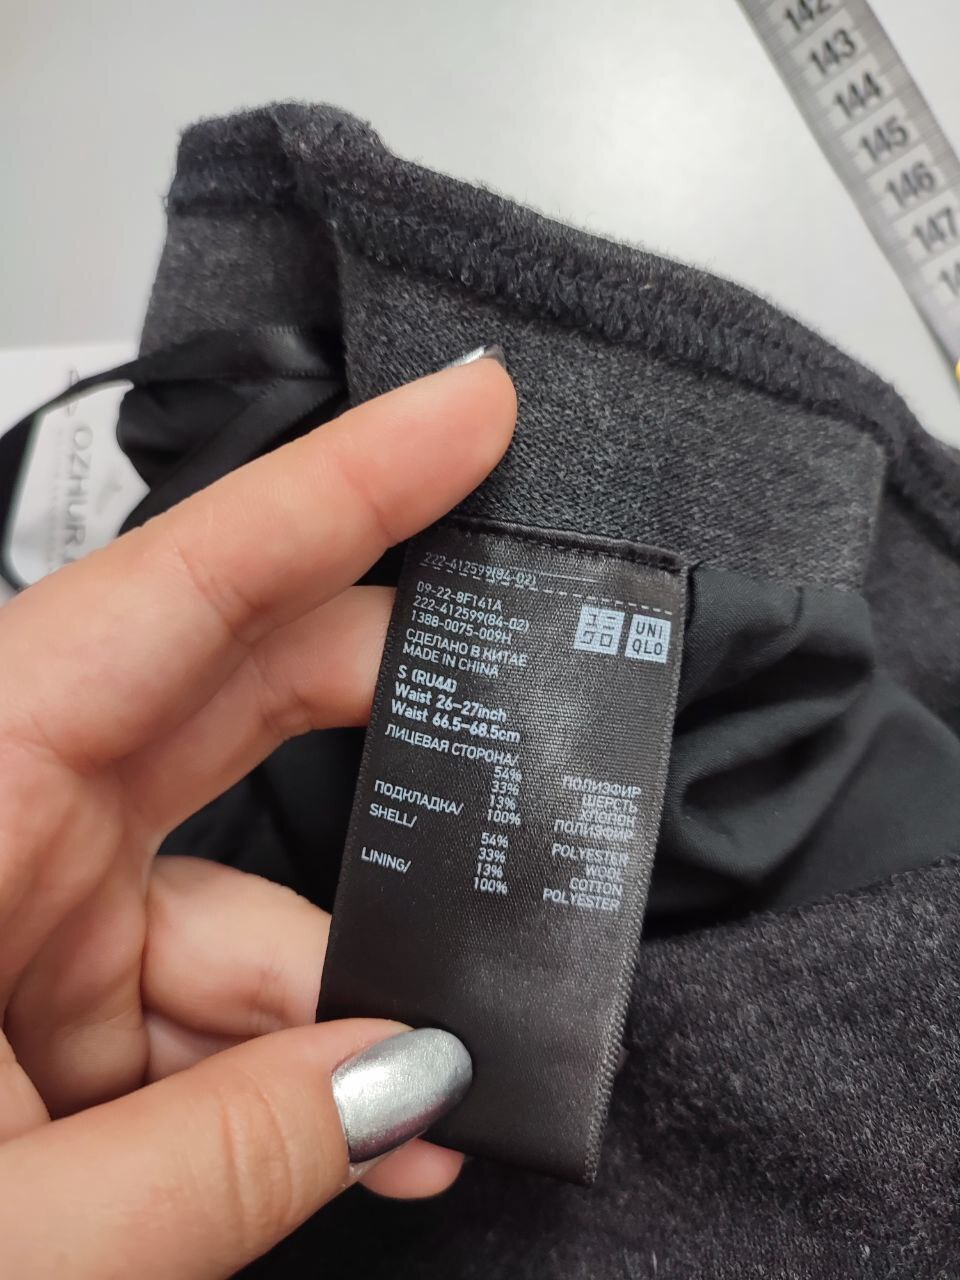 142
143
144
145
146
147
OZHIUR
222-412599(84-02)
09-22-8F141A
222-412599(84-02)
1388-0075-009H
СДЕЛАНО В КИТАЕ
MADE IN CHINA
UNI
QLO
S (RU44)
Waist 26-27inch
Waist 66.5-68.5cm
ЛИЦЕВАЯ СТОРОНА/
54% ПОЛИЭФИР
33% ШЕРСТЬ
13% ХЛОПОК
ПОДКЛАДКА/ 100% ПОЛИЭФИР
SHELL/
54% POLYESTER
33% WOOL
13% COTTON
LINING/ 100% POLYESTER